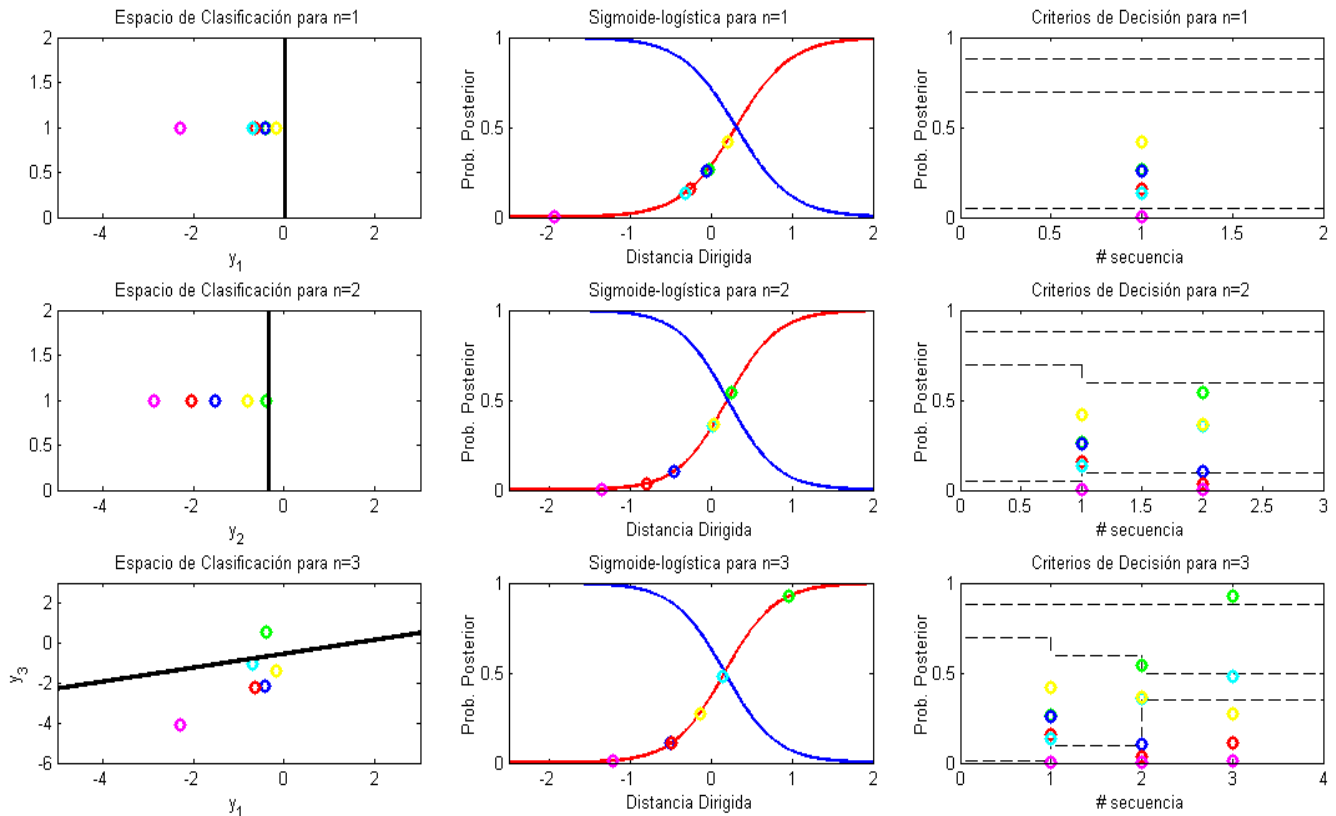 Espacio de Clasificación para n=1
2
1.5
1
0.5
0
-4 -2 0 2
y1
Sigmoide-logística para n=1
Prob. Posterior
1
0.5
0
-2 -1 0 1 2
Distancia Dirigida
Criterios de Decisión para n=1
Prob. Posterior
1
0.5
0
0 0.5 1 1.5 2
# secuencia
Espacio de Clasificación para n=2
2
1.5
1
0.5
0
-4 -2 0 2
y2
Sigmoide-logística para n=2
Prob. Posterior
1
0.5
0
-2 -1 0 1 2
Distancia Dirigida
Criterios de Decisión para n=2
Prob. Posterior
1
0.5
0
0 0.5 1 1.5 2 2.5 3
# secuencia
Espacio de Clasificación para n=3
y3
2
0
-2
-4
-6
-4 -2 0 2
y1
Sigmoide-logística para n=3
Prob. Posterior
1
0.5
0
-2 -1 0 1 2
Distancia Dirigida
Criterios de Decisión para n=3
Prob. Posterior
1
0.5
0
0 1 2 3 4
# secuencia